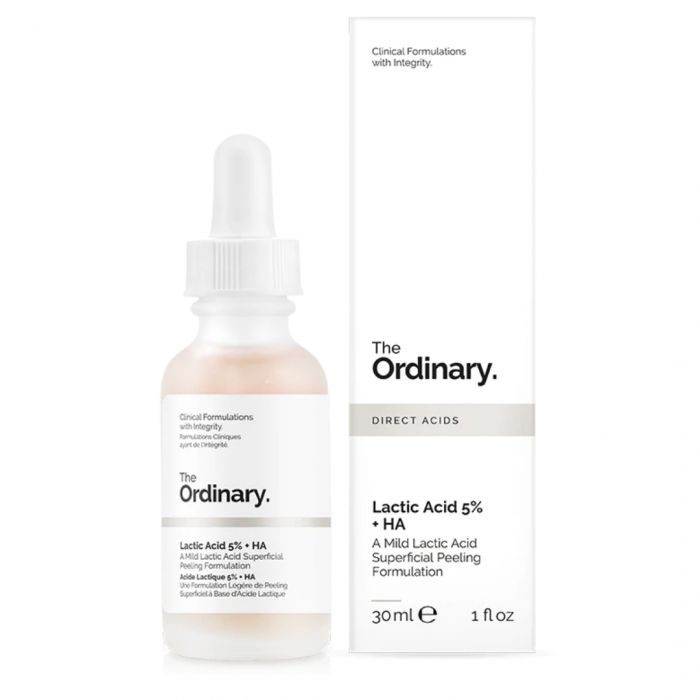 Clinical Formulations
with Integrity.
Formulations Cliniques
ayant de l'intégrité.
The
Ordinary.
Lactic Acid 5% + HA
A Mild Lactic Acid Superficial
Peeling Formulation
Acide Lactique 5% + HA
Une Formulation Légère de Peeling
Superficiel à Base d'Acide Lactique
Clinical Formulations
with Integrity.
The
Ordinary.
DIRECT ACIDS
Lactic Acid 5%
+ HA
A Mild Lactic Acid
Superficial Peeling
Formulation
30 ml ℮ 1 fl oz